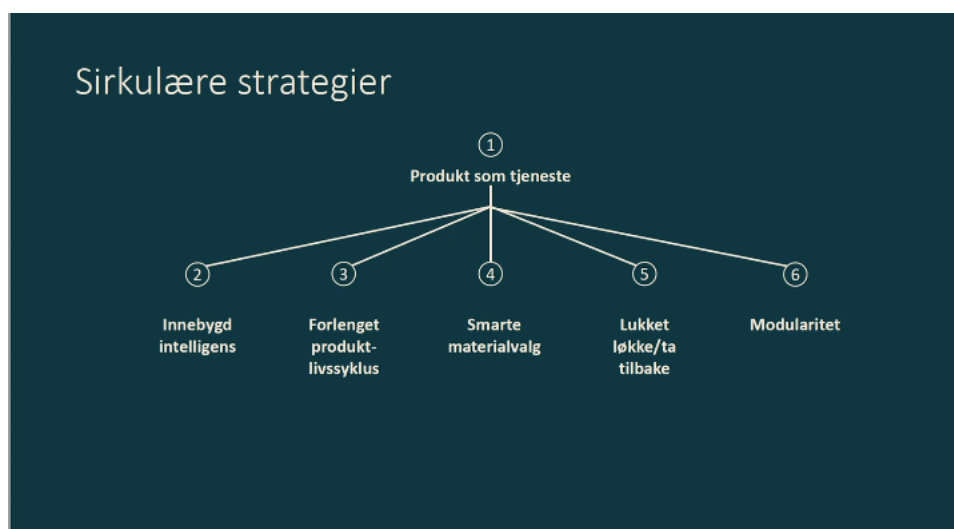 Sirkulære strategier
1
Produkt som tjeneste
2
Innebygd
intelligens
3
Forlenget
produkt-
livssyklus
4
Smarte
materialvalg
5
Lukket
løkke/ta
tilbake
6
Modularitet